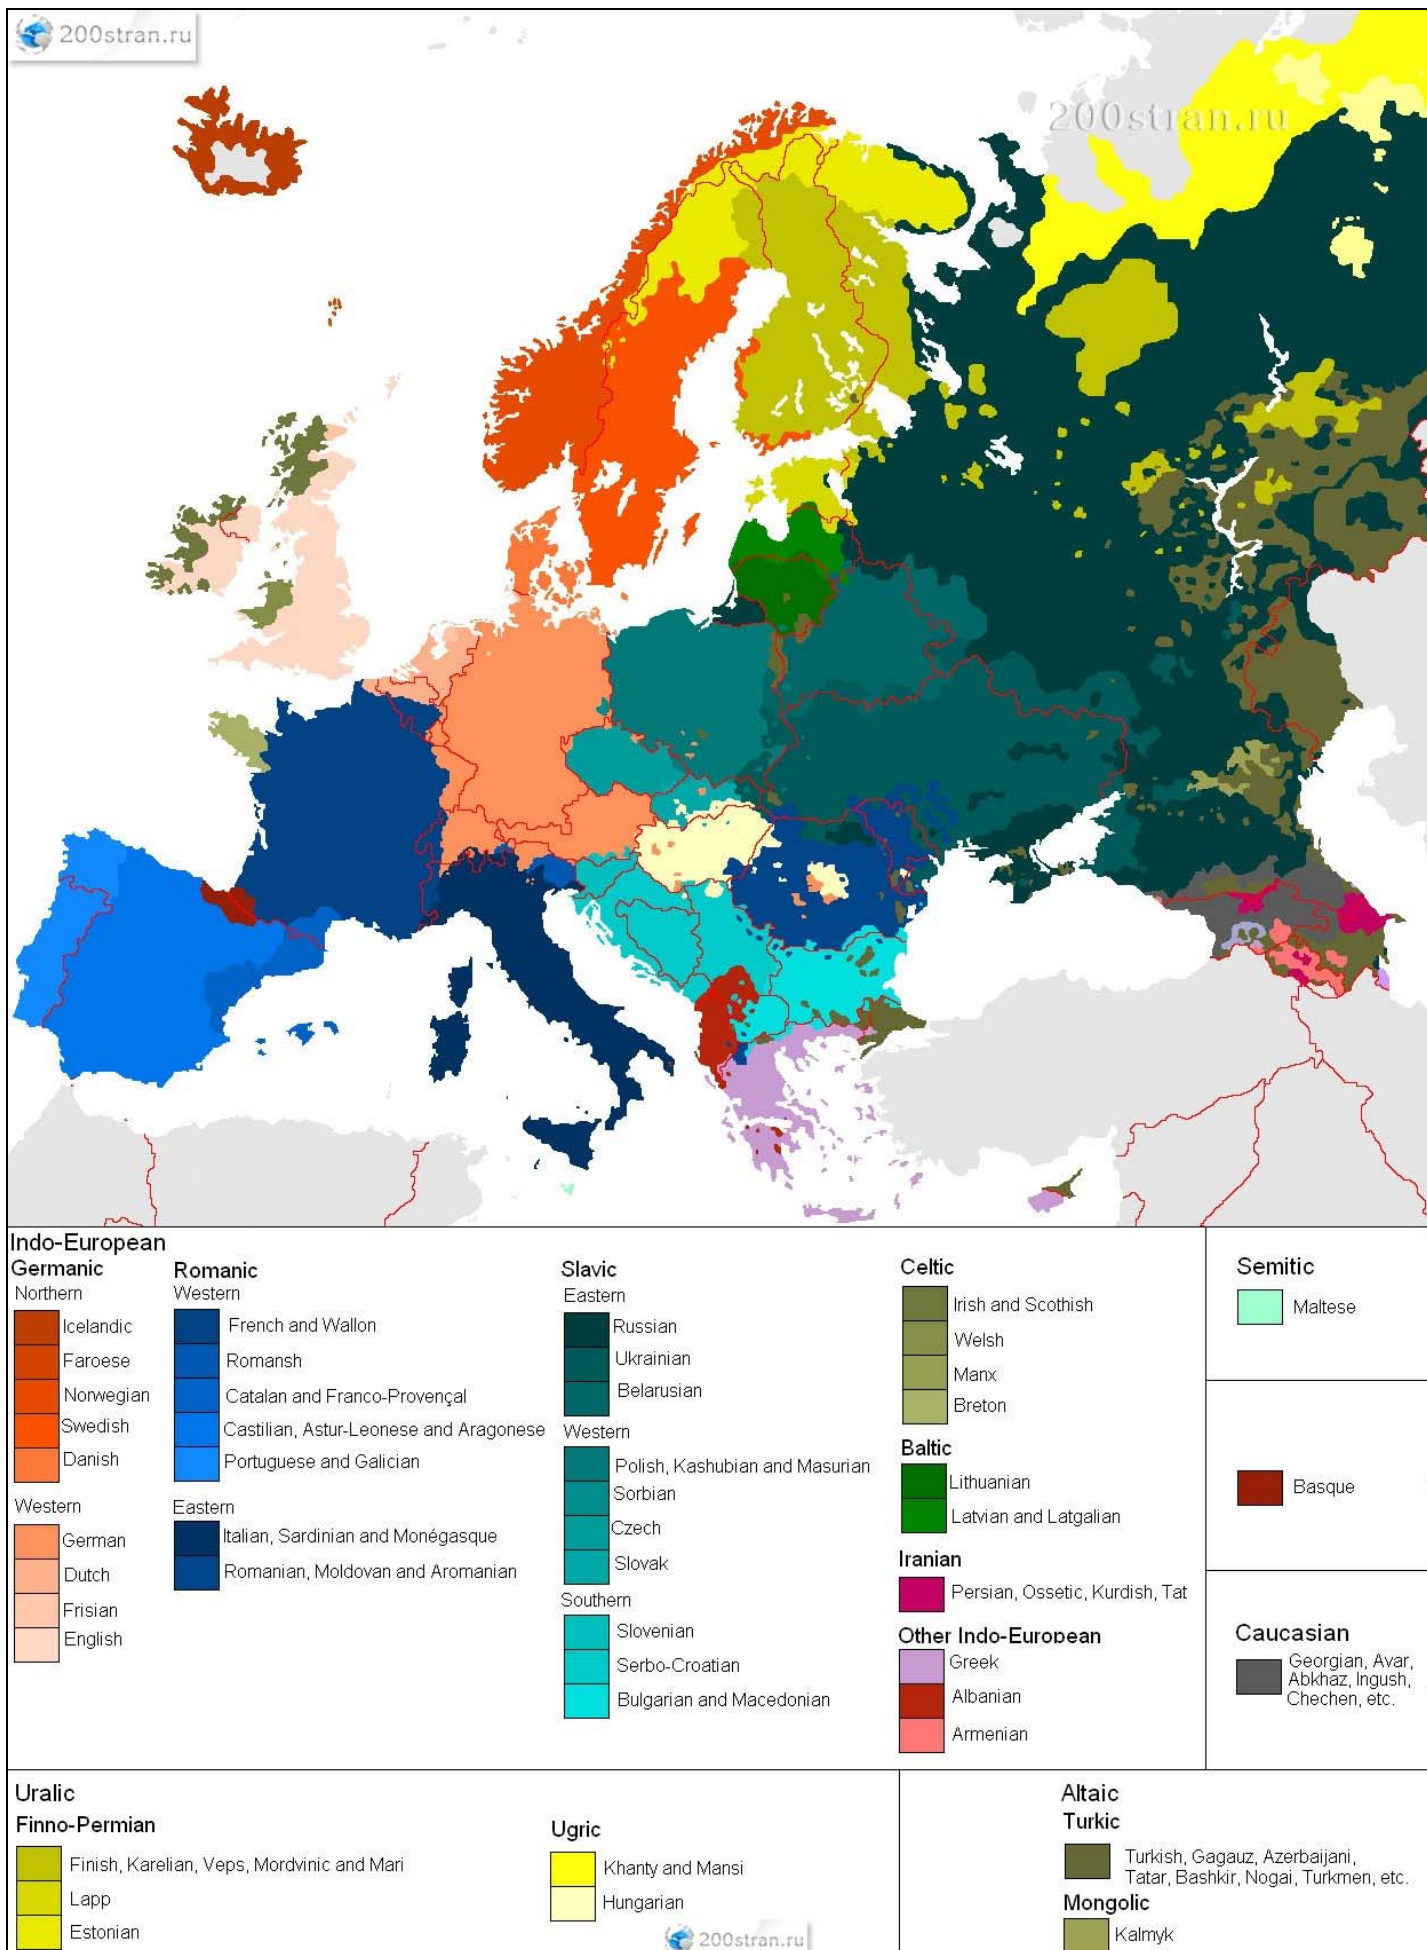 200stran.ru
200stran.ru
Indo-European
Germanic
Northern
Icelandic
Faroese
Norwegian
Swedish
Danish
Western
German
Dutch
Frisian
English
Romanic
Western
French and Wallon
Romansh
Catalan and Franco-Provençal
Castilian, Astur-Leonese and Aragonese
Portuguese and Galician
Eastern
Italian, Sardinian and Monégasque
Romanian, Moldovan and Aromanian
Slavic
Eastern
Russian
Ukrainian
Belarusian
Western
Polish, Kashubian and Masurian
Sorbian
Czech
Slovak
Southern
Slovenian
Serbo-Croatian
Bulgarian and Macedonian
Celtic
Irish and Scothish
Welsh
Manx
Breton
Baltic
Lithuanian
Latvian and Latgalian
Iranian
Persian, Ossetic, Kurdish, Tat
Other Indo-European
Greek
Albanian
Armenian
Semitic
Maltese
Basque
Caucasian
Georgian, Avar,
Abkhaz, Ingush,
Chechen, etc.
Uralic
Finno-Permian
Finish, Karelian, Veps, Mordvinic and Mari
Lapp
Estonian
Ugric
Khanty and Mansi
Hungarian
200stran.ru
Altaic
Turkic
Turkish, Gagauz, Azerbaijani,
Tatar, Bashkir, Nogai, Turkmen, etc.
Mongolic
Kalmyk